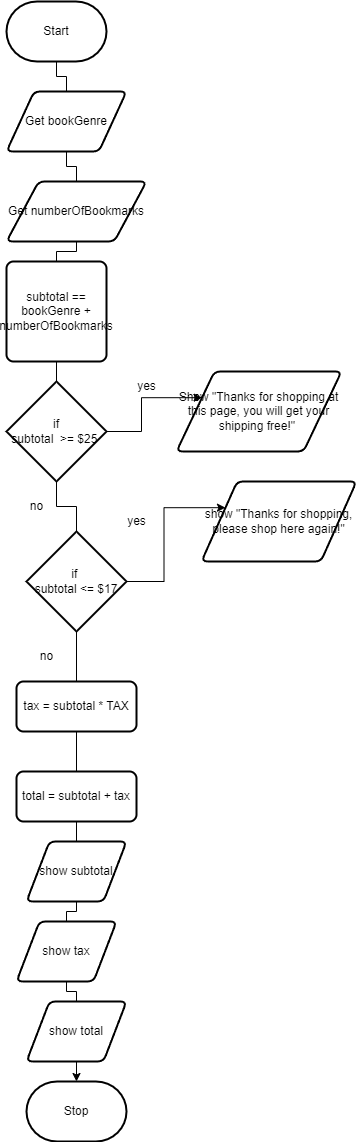 Start
Get bookGenre
Get numberOfBookmarks
subtotal ==
bookGenre +
numberOfBookmarks
if
subtotal >= $25
yes
Show "Thanks for shopping at
this page, you will get your
shipping free!"
no
yes
show "Thanks for shopping,
please shop here again!"
if
subtotal <= $17
no
tax = subtotal * TAX
total = subtotal + tax
show subtotal
show tax
show total
Stop